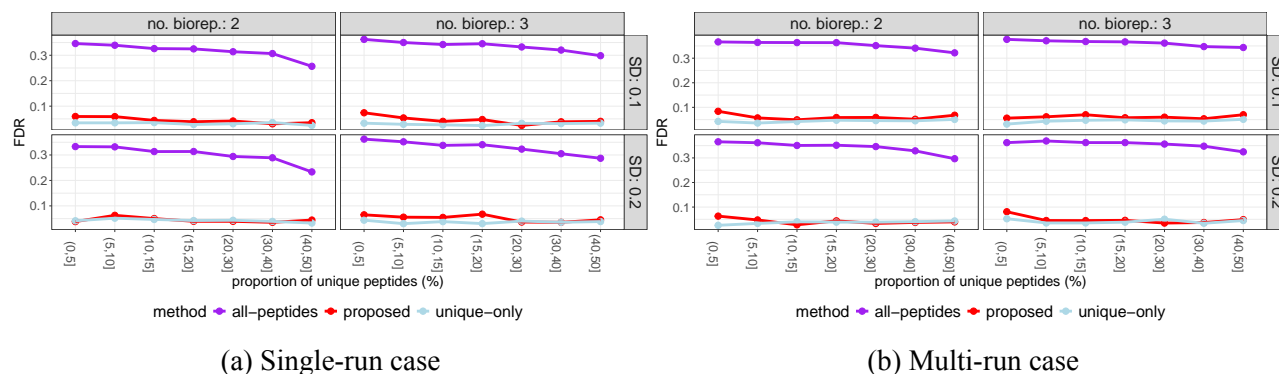 no. biorep.: 2 no. biorep.: 3
0.3
0.2
0.1
SD: 0.1
FDR
0.3
0.2
0.1
SD: 0.2
(0,5] (5,10] (10,15] (15,20] (20,30] (30,40] (40,50] (0,5] (5,10] (10,15] (15,20] (20,30] (30,40] (40,50]
proportion of unique peptides (%)
method all-peptides proposed unique-only
(a) Single-run case
no. biorep.: 2 no. biorep.: 3
0.3
0.2
0.1
SD: 0.1
FDR
0.3
0.2
0.1
SD: 0.2
(0,5] (5,10] (10,15] (15,20] (20,30] (30,40] (40,50] (0,5] (5,10] (10,15] (15,20] (20,30] (30,40] (40,50]
proportion of unique peptides (%)
method all-peptides proposed unique-only
(b) Multi-run case